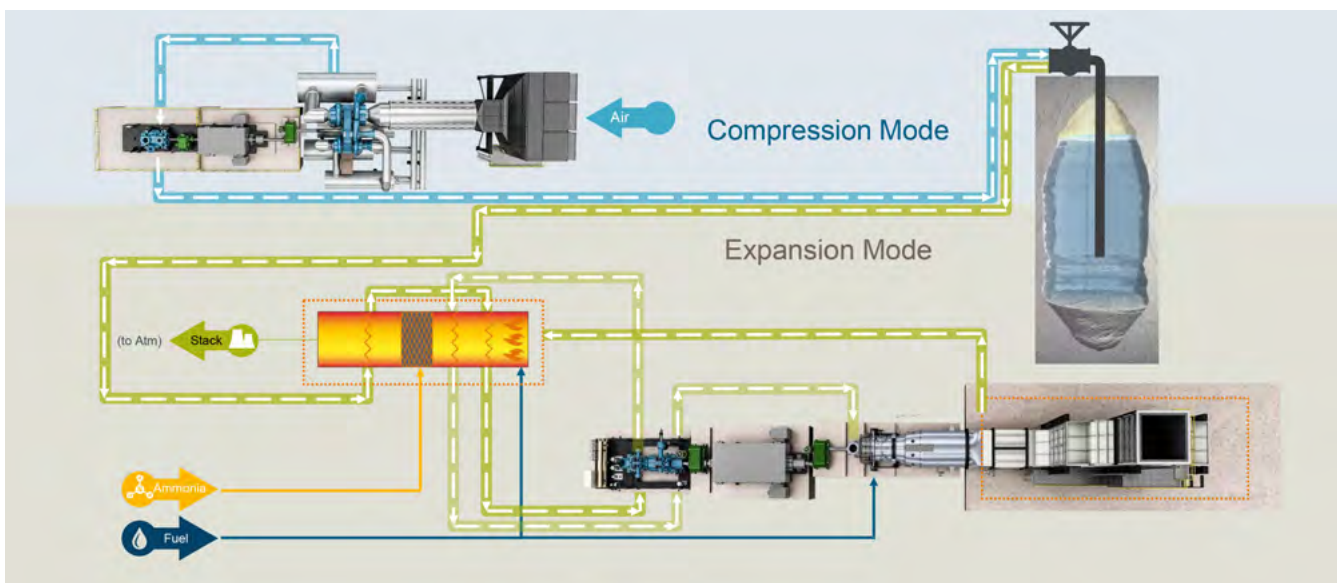 Air
Compression Mode
Expansion Mode
(to Atm)
Stack
Ammonia
Fuel